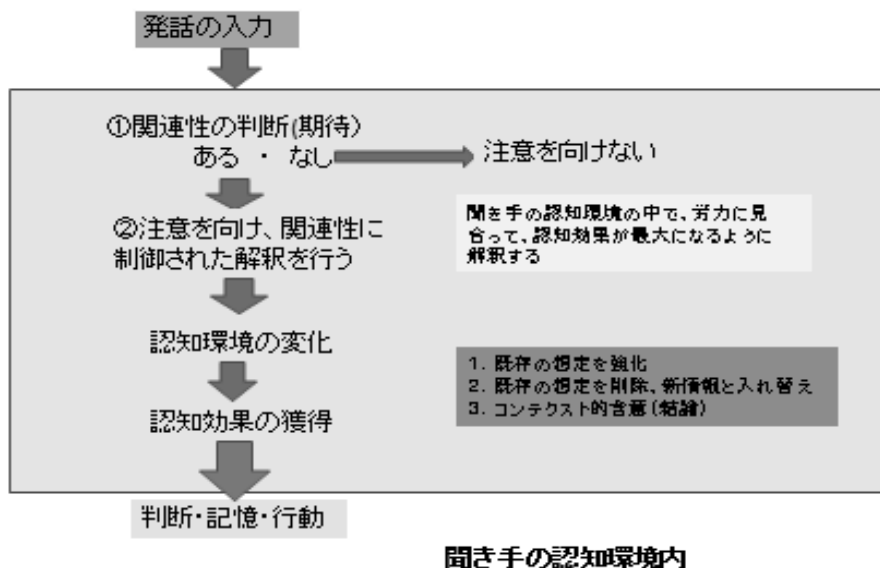 発話の入力
①関連性の判断(期待)
ある ・ なし
注意を向けない
②注意を向け、関連性に
制御された解釈を行う
聞き手の認知環境の中で、労力に見
合って、認知効果が最大になるように
解釈する
認知環境の変化
1. 既存の想定を強化
2. 既存の想定を削除、新情報と入れ替え
3. コンテクスト的含意(結論)
認知効果の獲得
判断・記憶・行動
聞き手の認知環境内